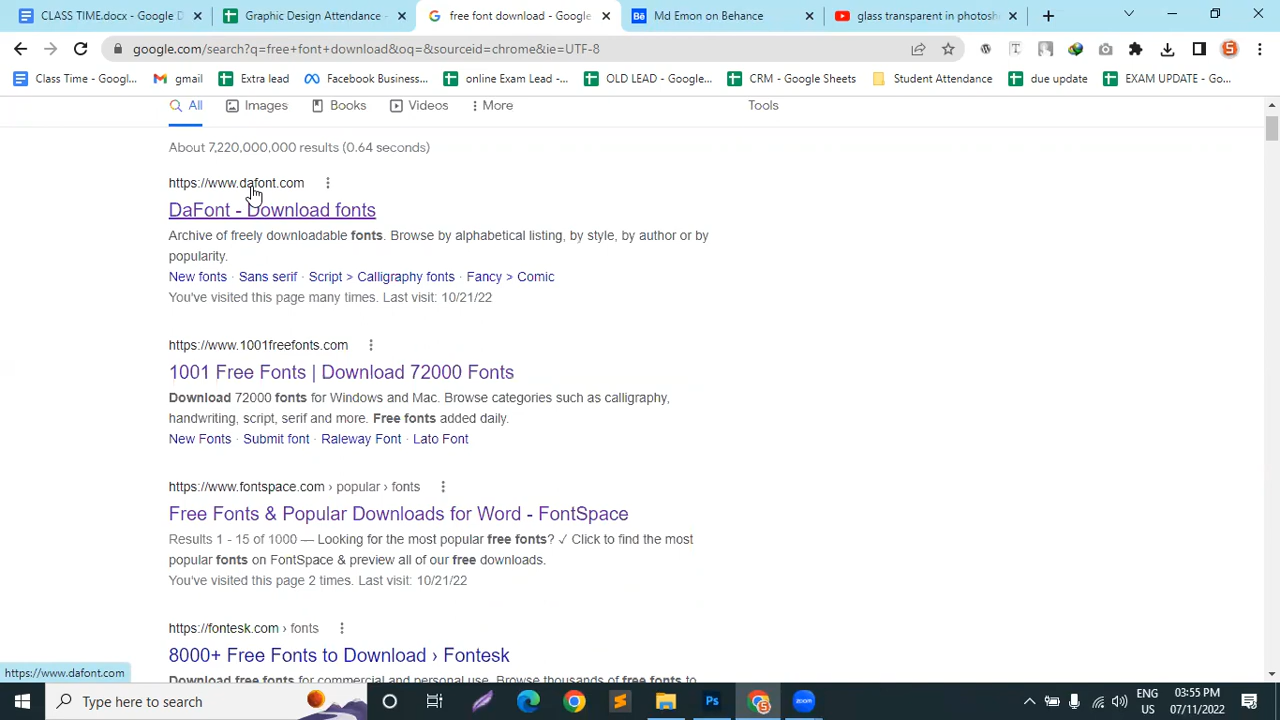 CLASS TIME.docx - Google D
Graphic Design Attendance -
free font download - Google
Md Emon on Behance
glass transparent in photosh
google.com/search?q=free+font+download&oq=&sourceid=chrome&ie=UTF-8
Class Time - Googl...
gmail
Extra lead
Facebook Business...
online Exam Lead -...
OLD LEAD - Google...
CRM - Google Sheets
Student Attendance
due update
EXAM UPDATE - Go...
All
Images
Books
Videos
More
Tools
About 7,220,000,000 results (0.64 seconds)
https://www.dafont.com
DaFont - Download fonts
Archive of freely downloadable fonts. Browse by alphabetical listing, by style, by author or by
popularity.
New fonts · Sans serif · Script > Calligraphy fonts · Fancy > Comic
You've visited this page many times. Last visit: 10/21/22
https://www.1001freefonts.com
1001 Free Fonts | Download 72000 Fonts
Download 72000 fonts for Windows and Mac. Browse categories such as calligraphy,
handwriting, script, serif and more. Free fonts added daily.
New Fonts · Submit font · Raleway Font · Lato Font
https://www.fontspace.com › popular › fonts
Free Fonts & Popular Downloads for Word - FontSpace
Results 1 - 15 of 1000 — Looking for the most popular free fonts? ✓ Click to find the most
popular fonts on FontSpace & preview all of our free downloads.
You've visited this page 2 times. Last visit: 10/21/22
https://fontesk.com › fonts
8000+ Free Fonts to Download › Fontesk
Download free fonts for commercial and personal use. Browse thousands of free fonts to
https://www.dafont.com
Type here to search
ENG
US
03:55 PM
07/11/2022